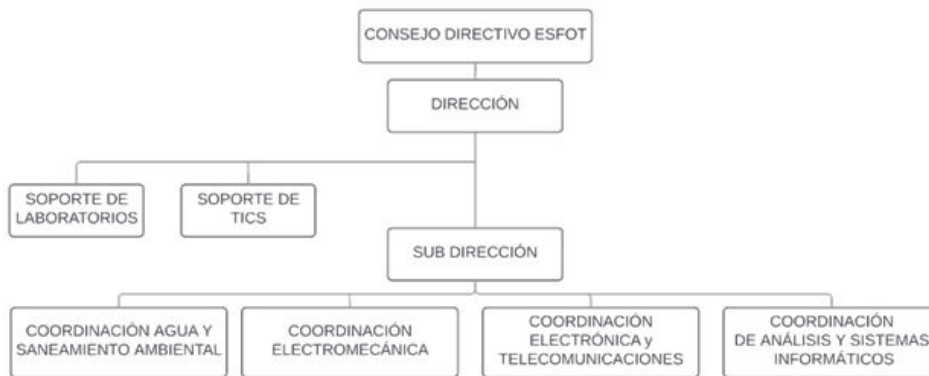 CONSEJO DIRECTIVO ESFOT
DIRECCIÓN
SOPORTE DE
LABORATORIOS
SOPORTE DE
TICS
SUB DIRECCIÓN
COORDINACIÓN AGUA Y
SANEAMIENTO AMBIENTAL
COORDINACIÓN
ELECTROMECÁNICA
COORDINACIÓN
ELECTRÓNICA y
TELECOMUNICACIONES
COORDINACIÓN
DE ANÁLISIS Y SISTEMAS
INFORMÁTICOS